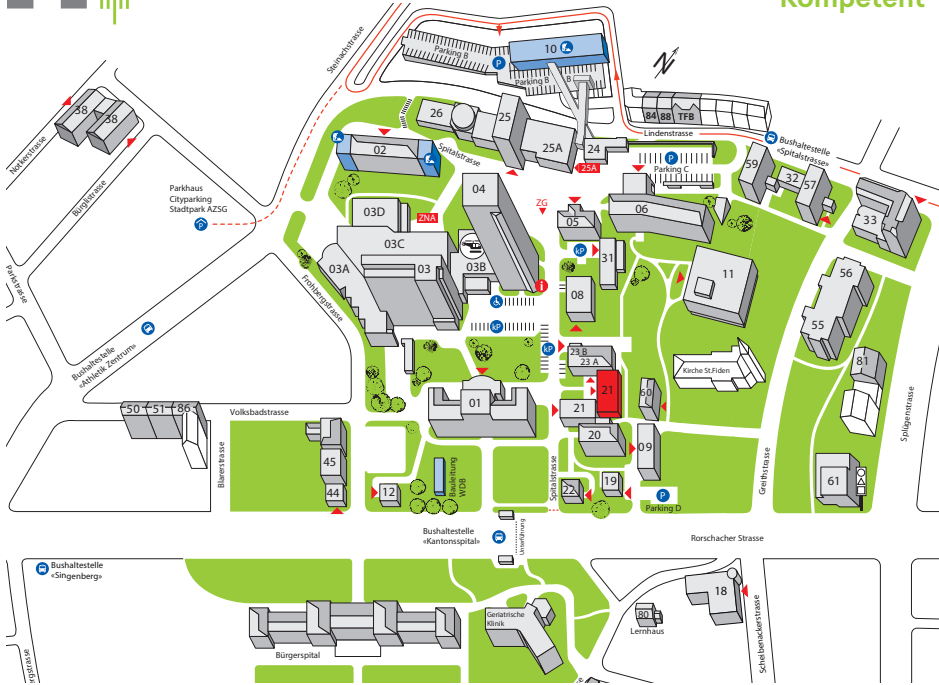 Kompetent
Steinachstrasse
Parking B
P
10
Parking B
B
N
38
38
Notkerstrasse
Bürglistrasse
26
25
25A
24
84 88 TFB
Lindenstrasse
Bushaltestelle
«Spitalstrasse»
02
Spitalstrasse
25A
P
Parking C
59
32
57
33
Parkhaus
Cityparking
Stadtpark AZSG
P
04
03D
ZNA
ZG
05
06
03C
03A
03
03B
kP
31
11
56
55
Parkstrasse
Frohbergstrasse
i
08
kP
kP
Bushaltestelle
«Athletik Zentrum»
23 B
23 A
Kirche St.Fiden
81
21
60
50
51
86
Volksbadstrasse
01
21
20
09
Splügenstrasse
Blarerstrasse
45
44
12
Bauleitung
WDB
Spitalstrasse
22
19
P
Parking D
Greithstrasse
61
Bushaltestelle
«Kantonsspital»
Unterführung
Rorschacher Strasse
Bushaltestelle
«Singenberg»
Geriatrische
Klinik
80
Lernhaus
18
Scheibenackerstrasse
Bürgerspital